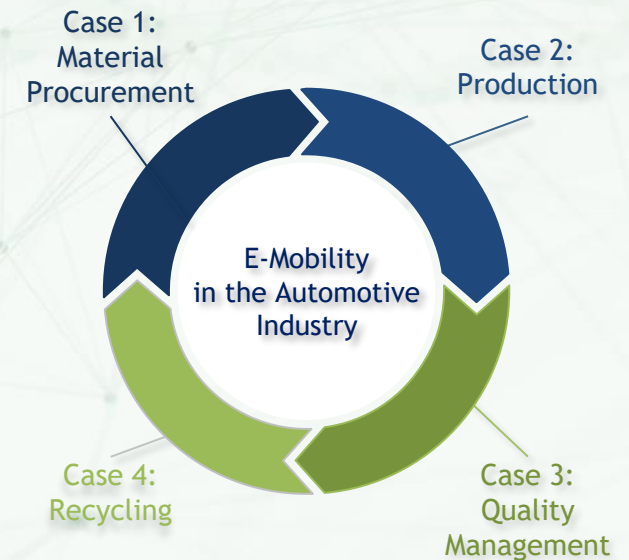 Case 1:
Material
Procurement
Case 2:
Production
E-Mobility
in the Automotive
Industry
Case 4:
Recycling
Case 3:
Quality
Management